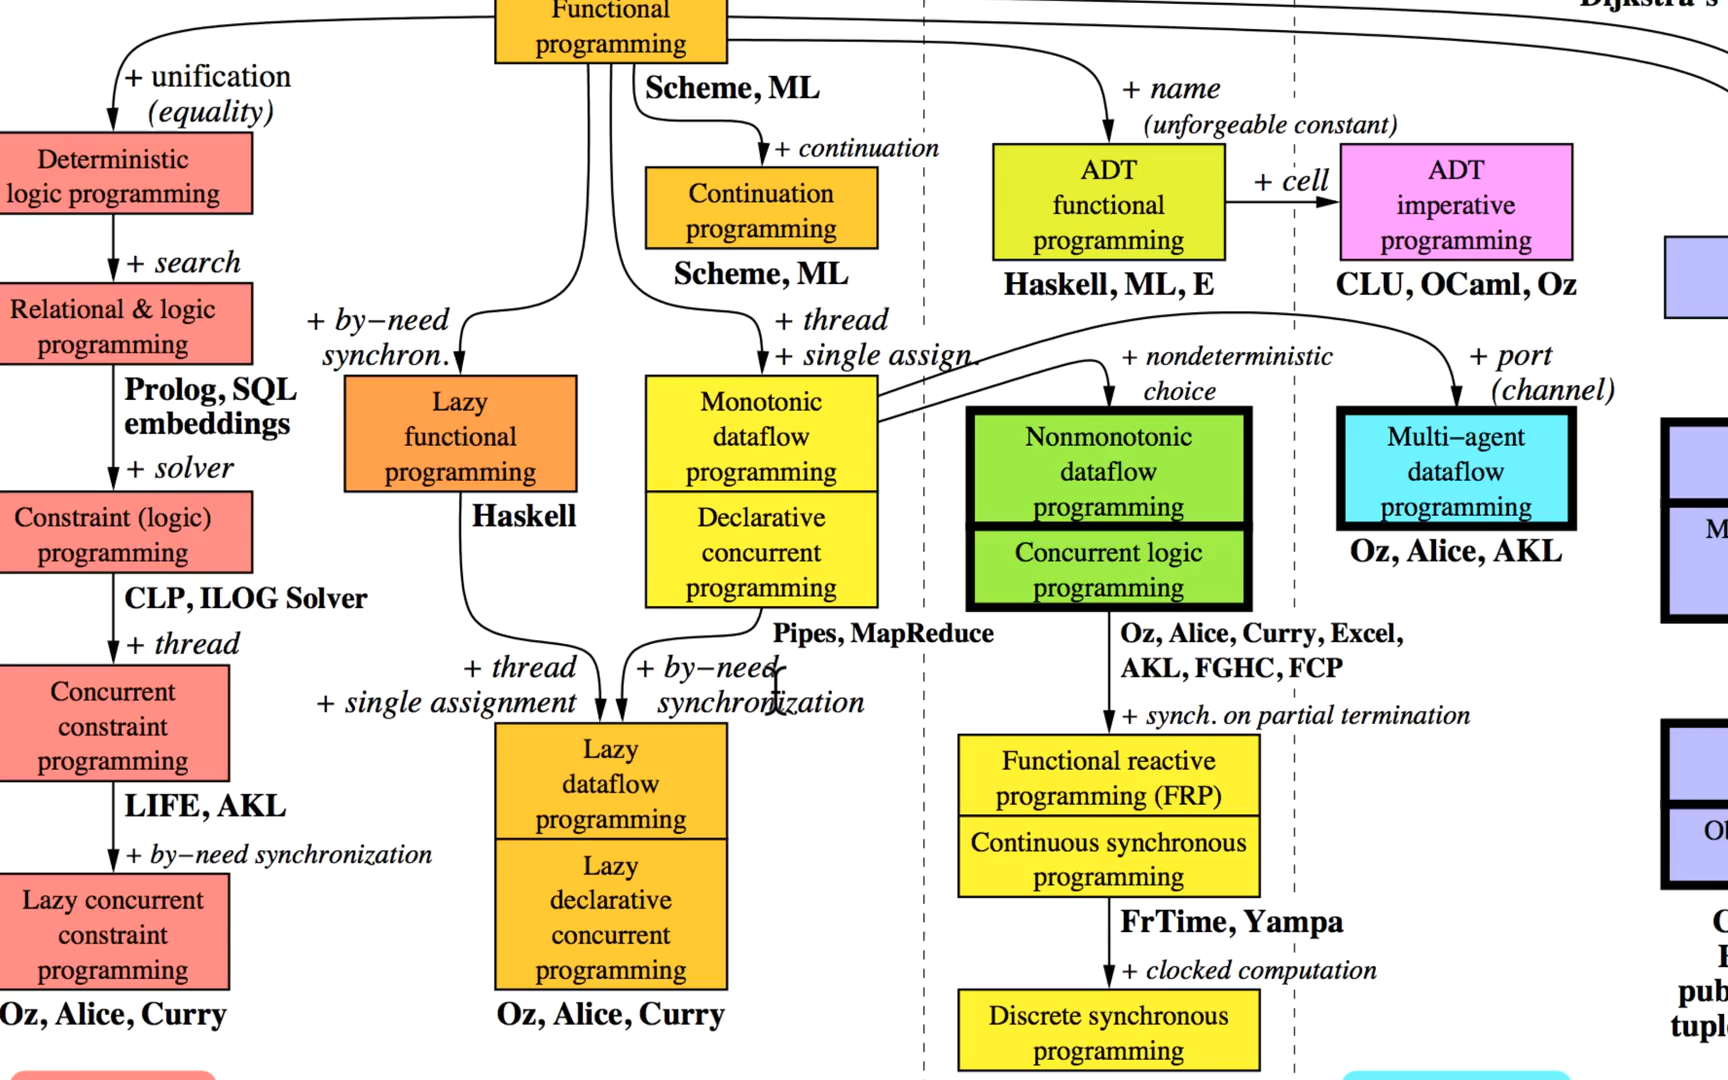 Functional
programming
Dijkstra's
+ unification
(equality)
Scheme, ML
+ name
(unforgeable constant)
Deterministic
logic programming
+ continuation
Continuation
programming
Scheme, ML
ADT
functional
programming
Haskell, ML, E
+ cell
ADT
imperative
programming
CLU, OCaml, Oz
+ search
Relational & logic
programming
Prolog, SQL
embeddings
+ by−need
synchron.
+ thread
+ single assign.
+ nondeterministic
choice
+ port
(channel)
Lazy
functional
programming
Haskell
Monotonic
dataflow
programming
Declarative
concurrent
programming
Pipes, MapReduce
Nonmonotonic
dataflow
programming
Concurrent logic
programming
Oz, Alice, Curry, Excel,
AKL, FGHC, FCP
Multi−agent
dataflow
programming
Oz, Alice, AKL
+ solver
Constraint (logic)
programming
CLP, ILOG Solver
+ thread
Concurrent
constraint
programming
LIFE, AKL
+ by−need synchronization
Lazy concurrent
constraint
programming
Oz, Alice, Curry
+ thread
+ single assignment
+ by−need
synchronization
Lazy
dataflow
programming
Lazy
declarative
concurrent
programming
Oz, Alice, Curry
+ synch. on partial termination
Functional reactive
programming (FRP)
Continuous synchronous
programming
FrTime, Yampa
+ clocked computation
Discrete synchronous
programming
M
Ob
C
pub
tupl